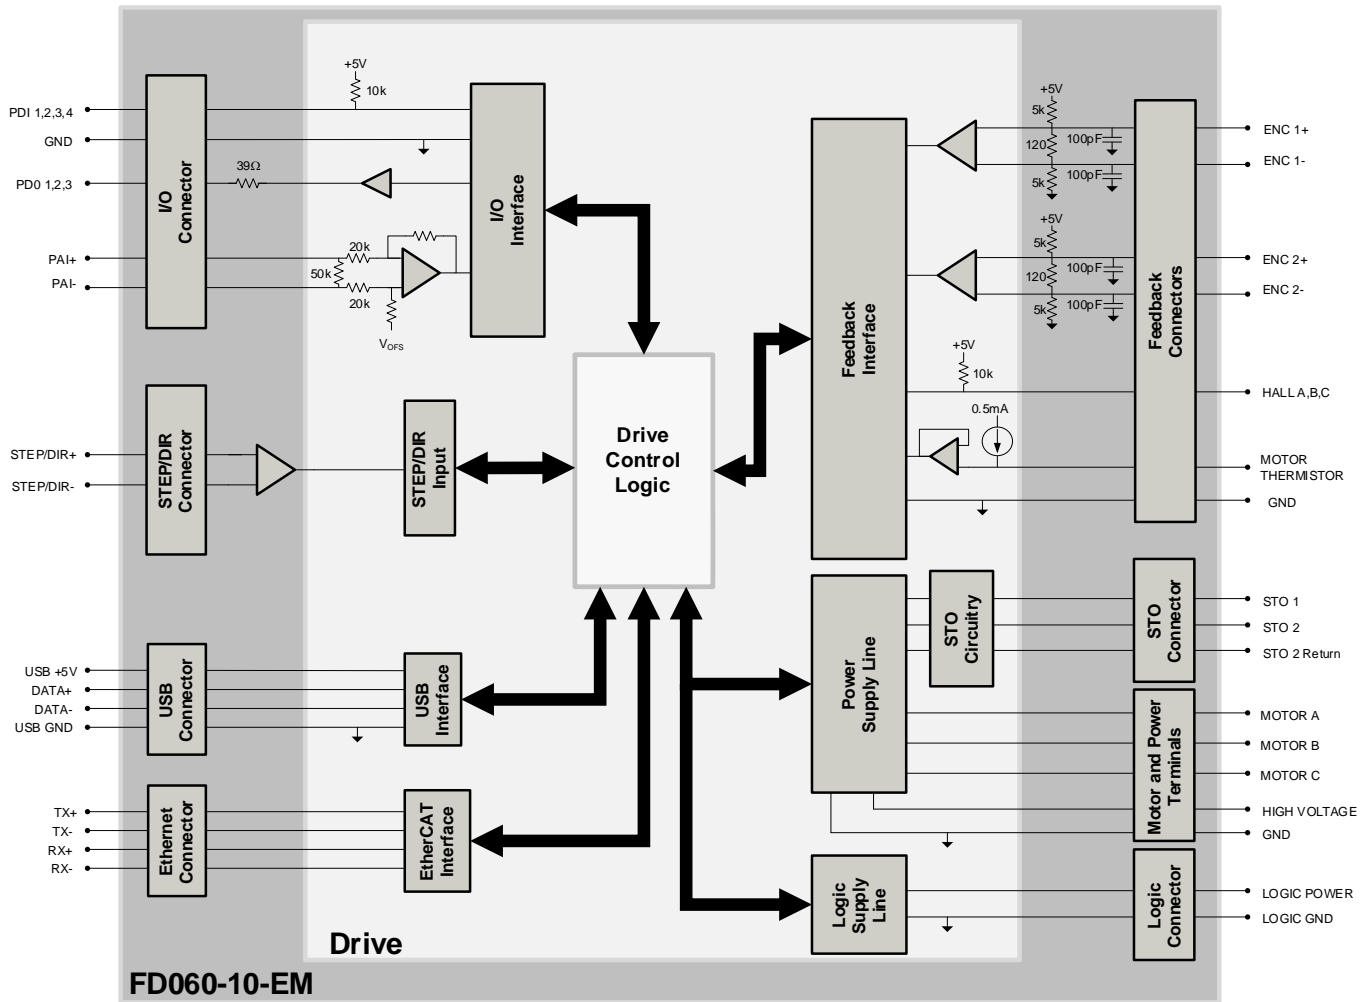 +5V
10k
PDI 1,2,3,4
GND
39Ω
PD0 1,2,3
PAI+
PAI-
20k
50k
20k
VOFS
I/O
Connector
I/O
Interface
STEP/DIR+
STEP/DIR-
STEP/DIR
Connector
STEP/DIR
Input
Drive
Control
Logic
USB +5V
DATA+
DATA-
USB GND
USB
Connector
USB
Interface
TX+
TX-
RX+
RX-
Ethernet
Connector
EtherCAT
Interface
Feedback
Interface
+5V
5k
120
5k
100pF
100pF
+5V
5k
120
5k
100pF
100pF
+5V
10k
0.5mA
Feedback
Connectors
ENC 1+
ENC 1-
ENC 2+
ENC 2-
HALL A,B,C
MOTOR
THERMISTOR
GND
Power
Supply Line
STO
Circuitry
STO
Connector
STO 1
STO 2
STO 2 Return
Motor and Power
Terminals
MOTOR A
MOTOR B
MOTOR C
HIGH VOLTAGE
GND
Logic
Supply
Line
Logic
Connector
LOGIC POWER
LOGIC GND
Drive
FD060-10-EM